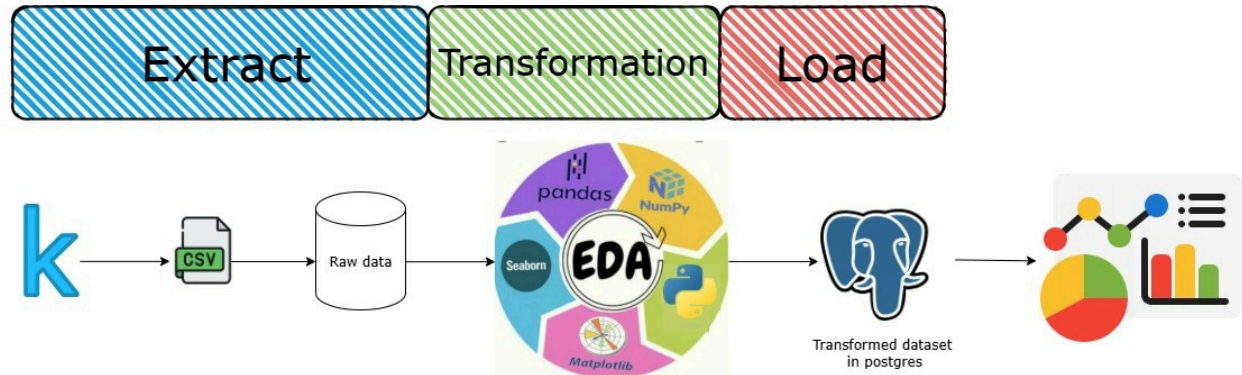 Extract
Transformation
Load
k
CSV
Raw data
pandas
NumPy
Seaborn
EDA
Matplotlib
Transformed dataset
in postgres